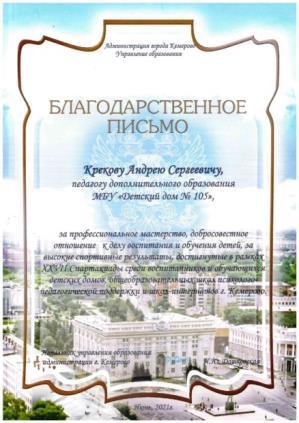 Администрация города Кемерово
Управление образования
БЛАГОДАРСТВЕННОЕ
ПИСЬМО
Крекову Андрею Сергеевичу,
педагогу дополнительного образования
МБУ «Детский дом № 105»,
за профессиональное мастерство, добросовестное
отношение к делу воспитания и обучения детей, за
высокие спортивные результаты, достигнутые в рамках
XXVII Спартакиады среди воспитанников и обучающихся
детских домов, общеобразовательных школ психолого-
педагогической поддержки и школ-интернатов г. Кемерово.
Начальник управления образования
администрации г. Кемерово
Н.Ю. Дашковская
Июнь, 2021г.